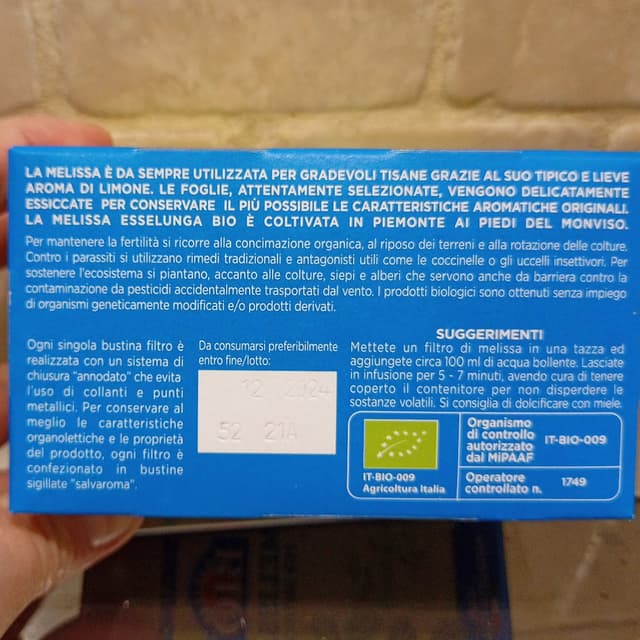 LA MELISSA È DA SEMPRE UTILIZZATA PER GRADEVOLI TISANE GRAZIE AL SUO TIPICO E LIEVE
AROMA DI LIMONE. LE FOGLIE, ATTENTAMENTE SELEZIONATE, VENGONO DELICATAMENTE
ESSICCATE PER CONSERVARE IL PIÙ POSSIBILE LE CARATTERISTICHE AROMATICHE ORIGINALI.
LA MELISSA ESSELUNGA BIO È COLTIVATA IN PIEMONTE AI PIEDI DEL MONVISO.
Per mantenere la fertilità si ricorre alla concimazione organica, al riposo dei terreni e alla rotazione delle colture.
Contro i parassiti si utilizzano rimedi tradizionali e antagonisti utili come le coccinelle o gli uccelli insettivori. Per
sostenere l'ecosistema si piantano, accanto alle colture, siepi e alberi che servono anche da barriera contro la
contaminazione da pesticidi accidentalmente trasportati dal vento. I prodotti biologici sono ottenuti senza impiego
di organismi geneticamente modificati e/o prodotti derivati.
Ogni singola bustina filtro è
realizzata con un sistema di
chiusura "annodato" che evita
l'uso di collanti e punti
metallici. Per conservare al
meglio le caratteristiche
organolettiche e le proprietà
del prodotto, ogni filtro è
confezionato in bustine
sigillate "salvaroma".
Da consumarsi preferibilmente
entro fine/lotto:
12 2024
52 21A
SUGGERIMENTI
Mettete un filtro di melissa in una tazza ed
aggiungete circa 100 ml di acqua bollente. Lasciate
in infusione per 5 - 7 minuti, avendo cura di tenere
coperto il contenitore per non disperdere le
sostanze volatili. Si consiglia di dolcificare con miele.
IT-BIO-009
Agricoltura Italia
Organismo
di controllo
autorizzato
dal MiPAAF
IT-BIO-009
Operatore
controllato n.
1749